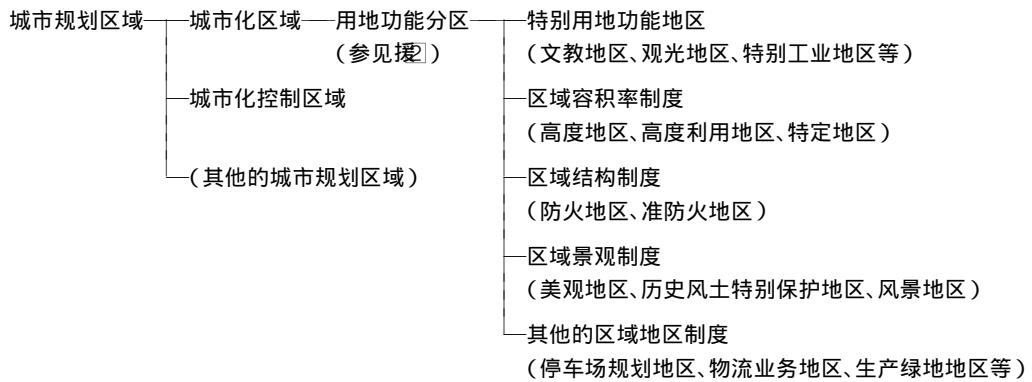 城市规划区域 城市化区域 用地功能分区 特别用地功能地区
(参见 2) (文教地区、观光地区、特别工业地区等)
城市化控制区域 区域容积率制度
(高度地区、高度利用地区、特定地区)
(其他的城市规划区域) 区域结构制度
(防火地区、准防火地区)
区域景观制度
(美观地区、历史风土特别保护地区、风景地区)
其他的区域地区制度
(停车场规划地区、物流业务地区、生产绿地地区等)